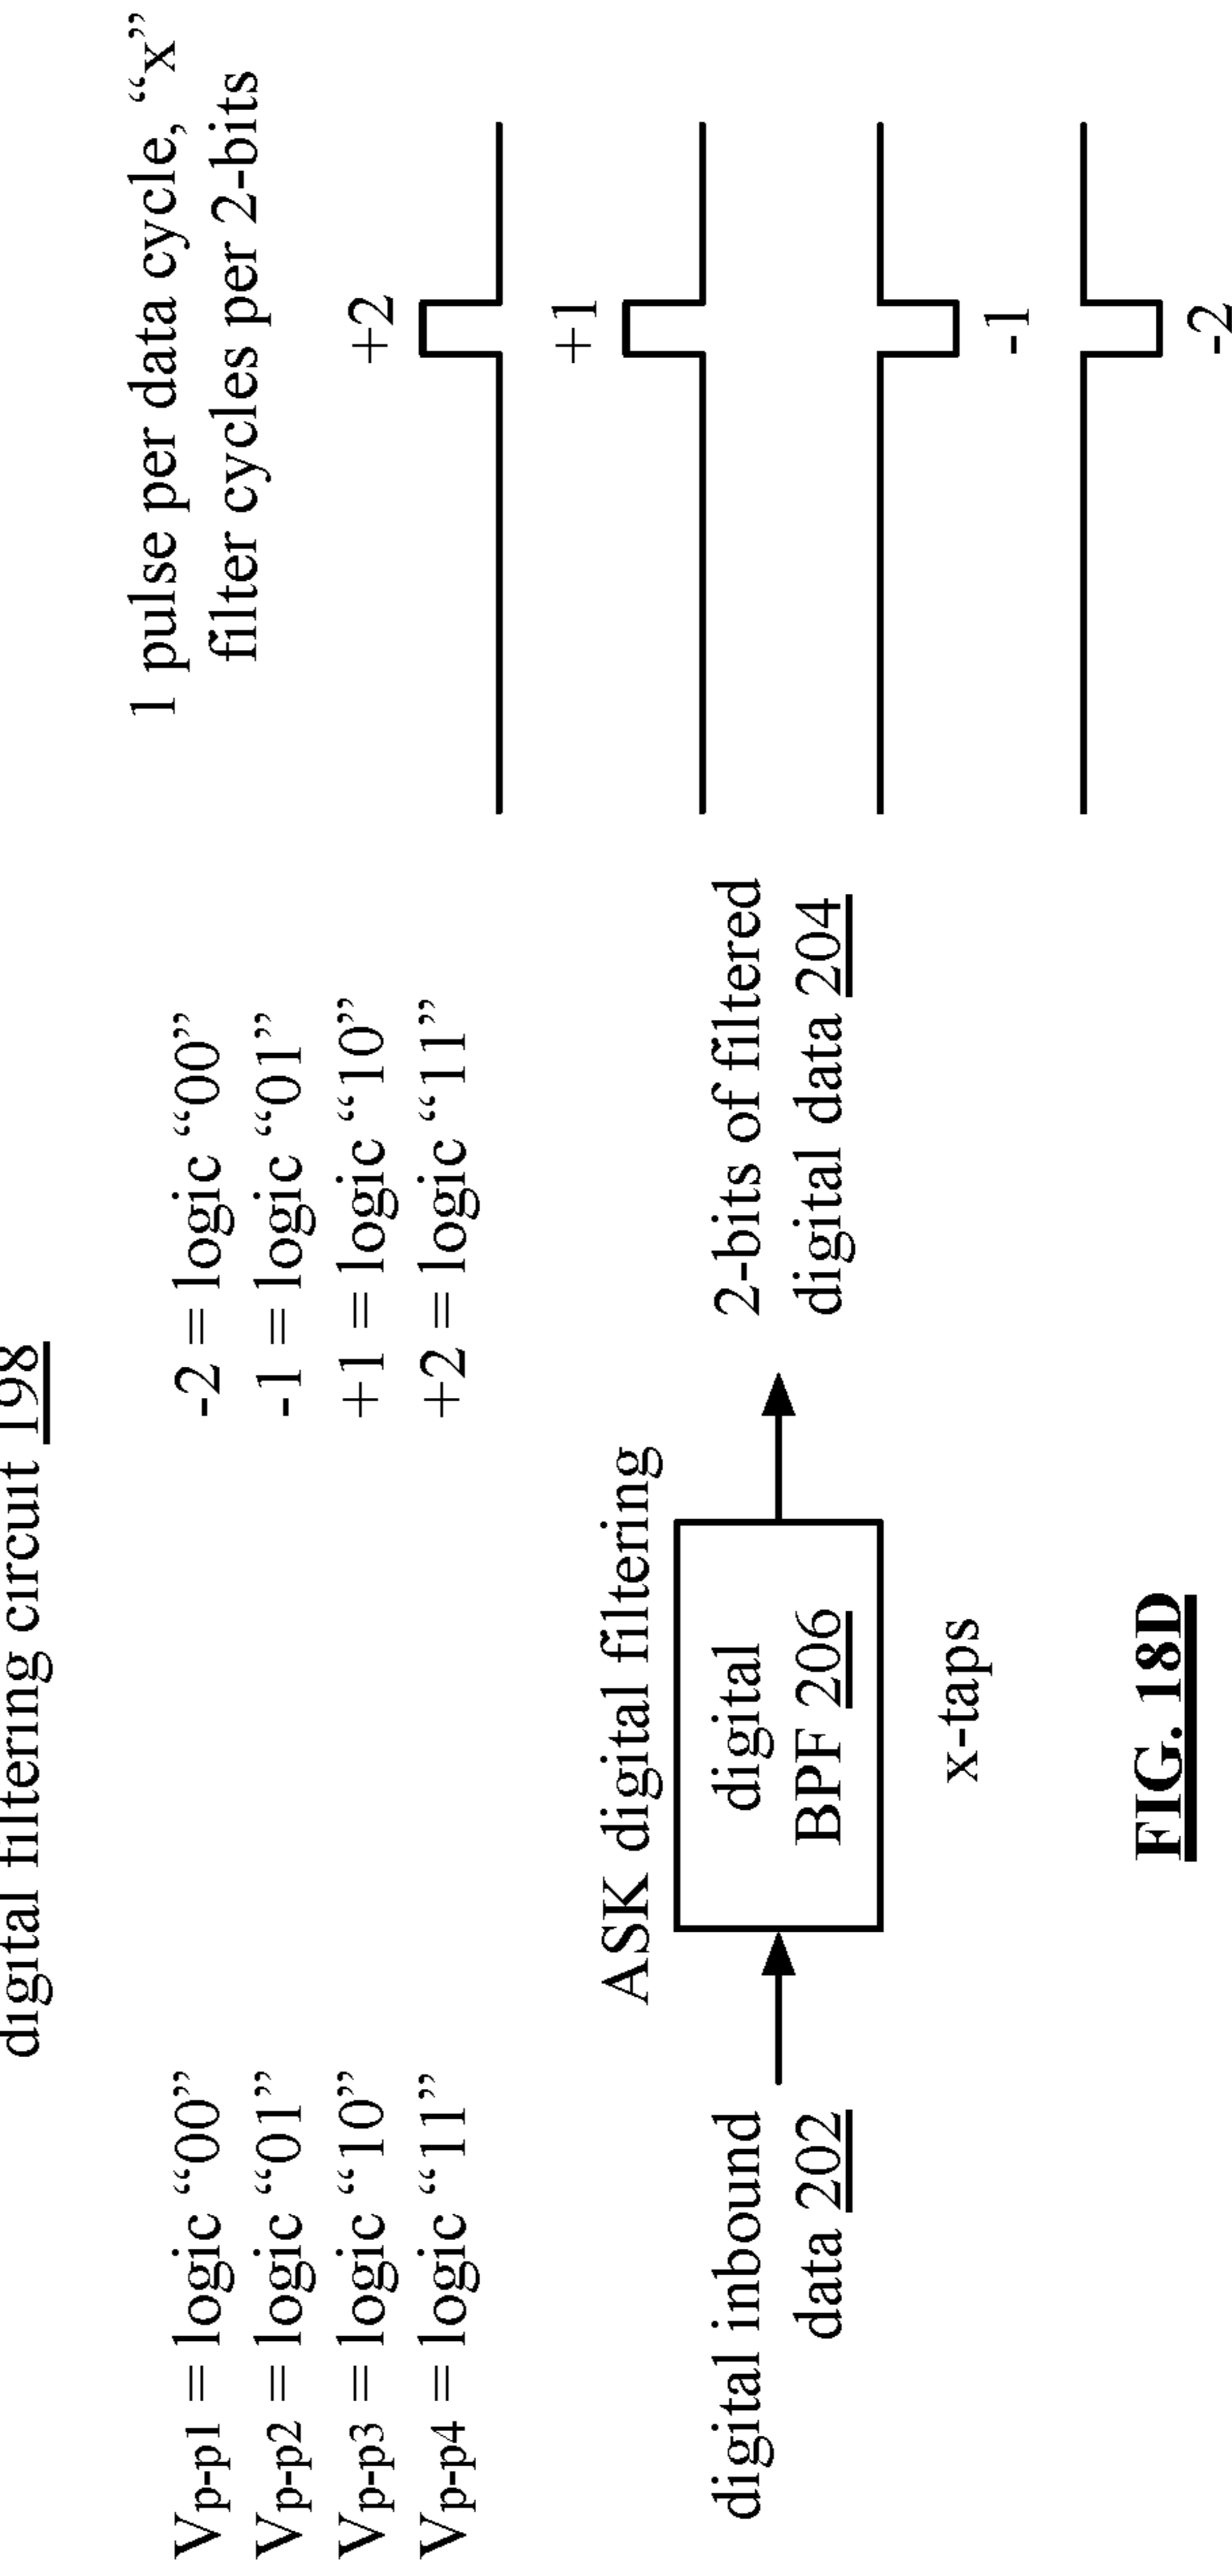 digital filtering circuit 198
Vp-p1 = logic “00”
Vp-p2 = logic “01”
Vp-p3 = logic “10”
Vp-p4 = logic “11”
-2 = logic “00”
-1 = logic “01”
+1 = logic “10”
+2 = logic “11”
1 pulse per data cycle, “x”
filter cycles per 2-bits
+2
+1
-1
-2
ASK digital filtering
digital inbound
data 202
digital
BPF 206
2-bits of filtered
digital data 204
x-taps
FIG. 18D